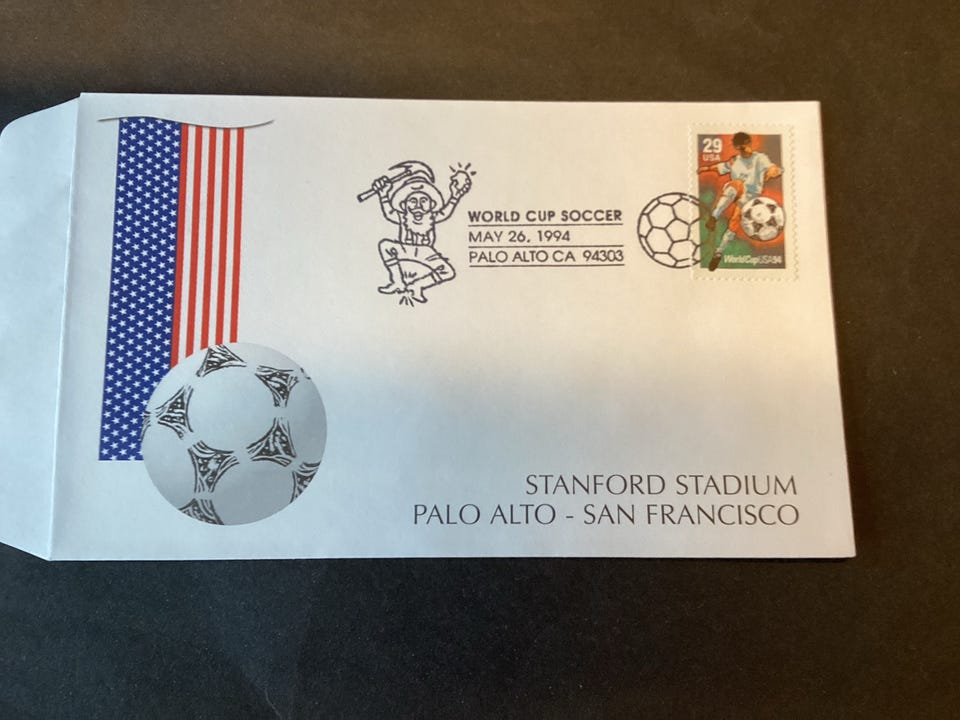 WORLD CUP SOCCER
MAY 26, 1994
PALO ALTO CA 94303
29
USA
WorldCupUSA94
STANFORD STADIUM
PALO ALTO - SAN FRANCISCO